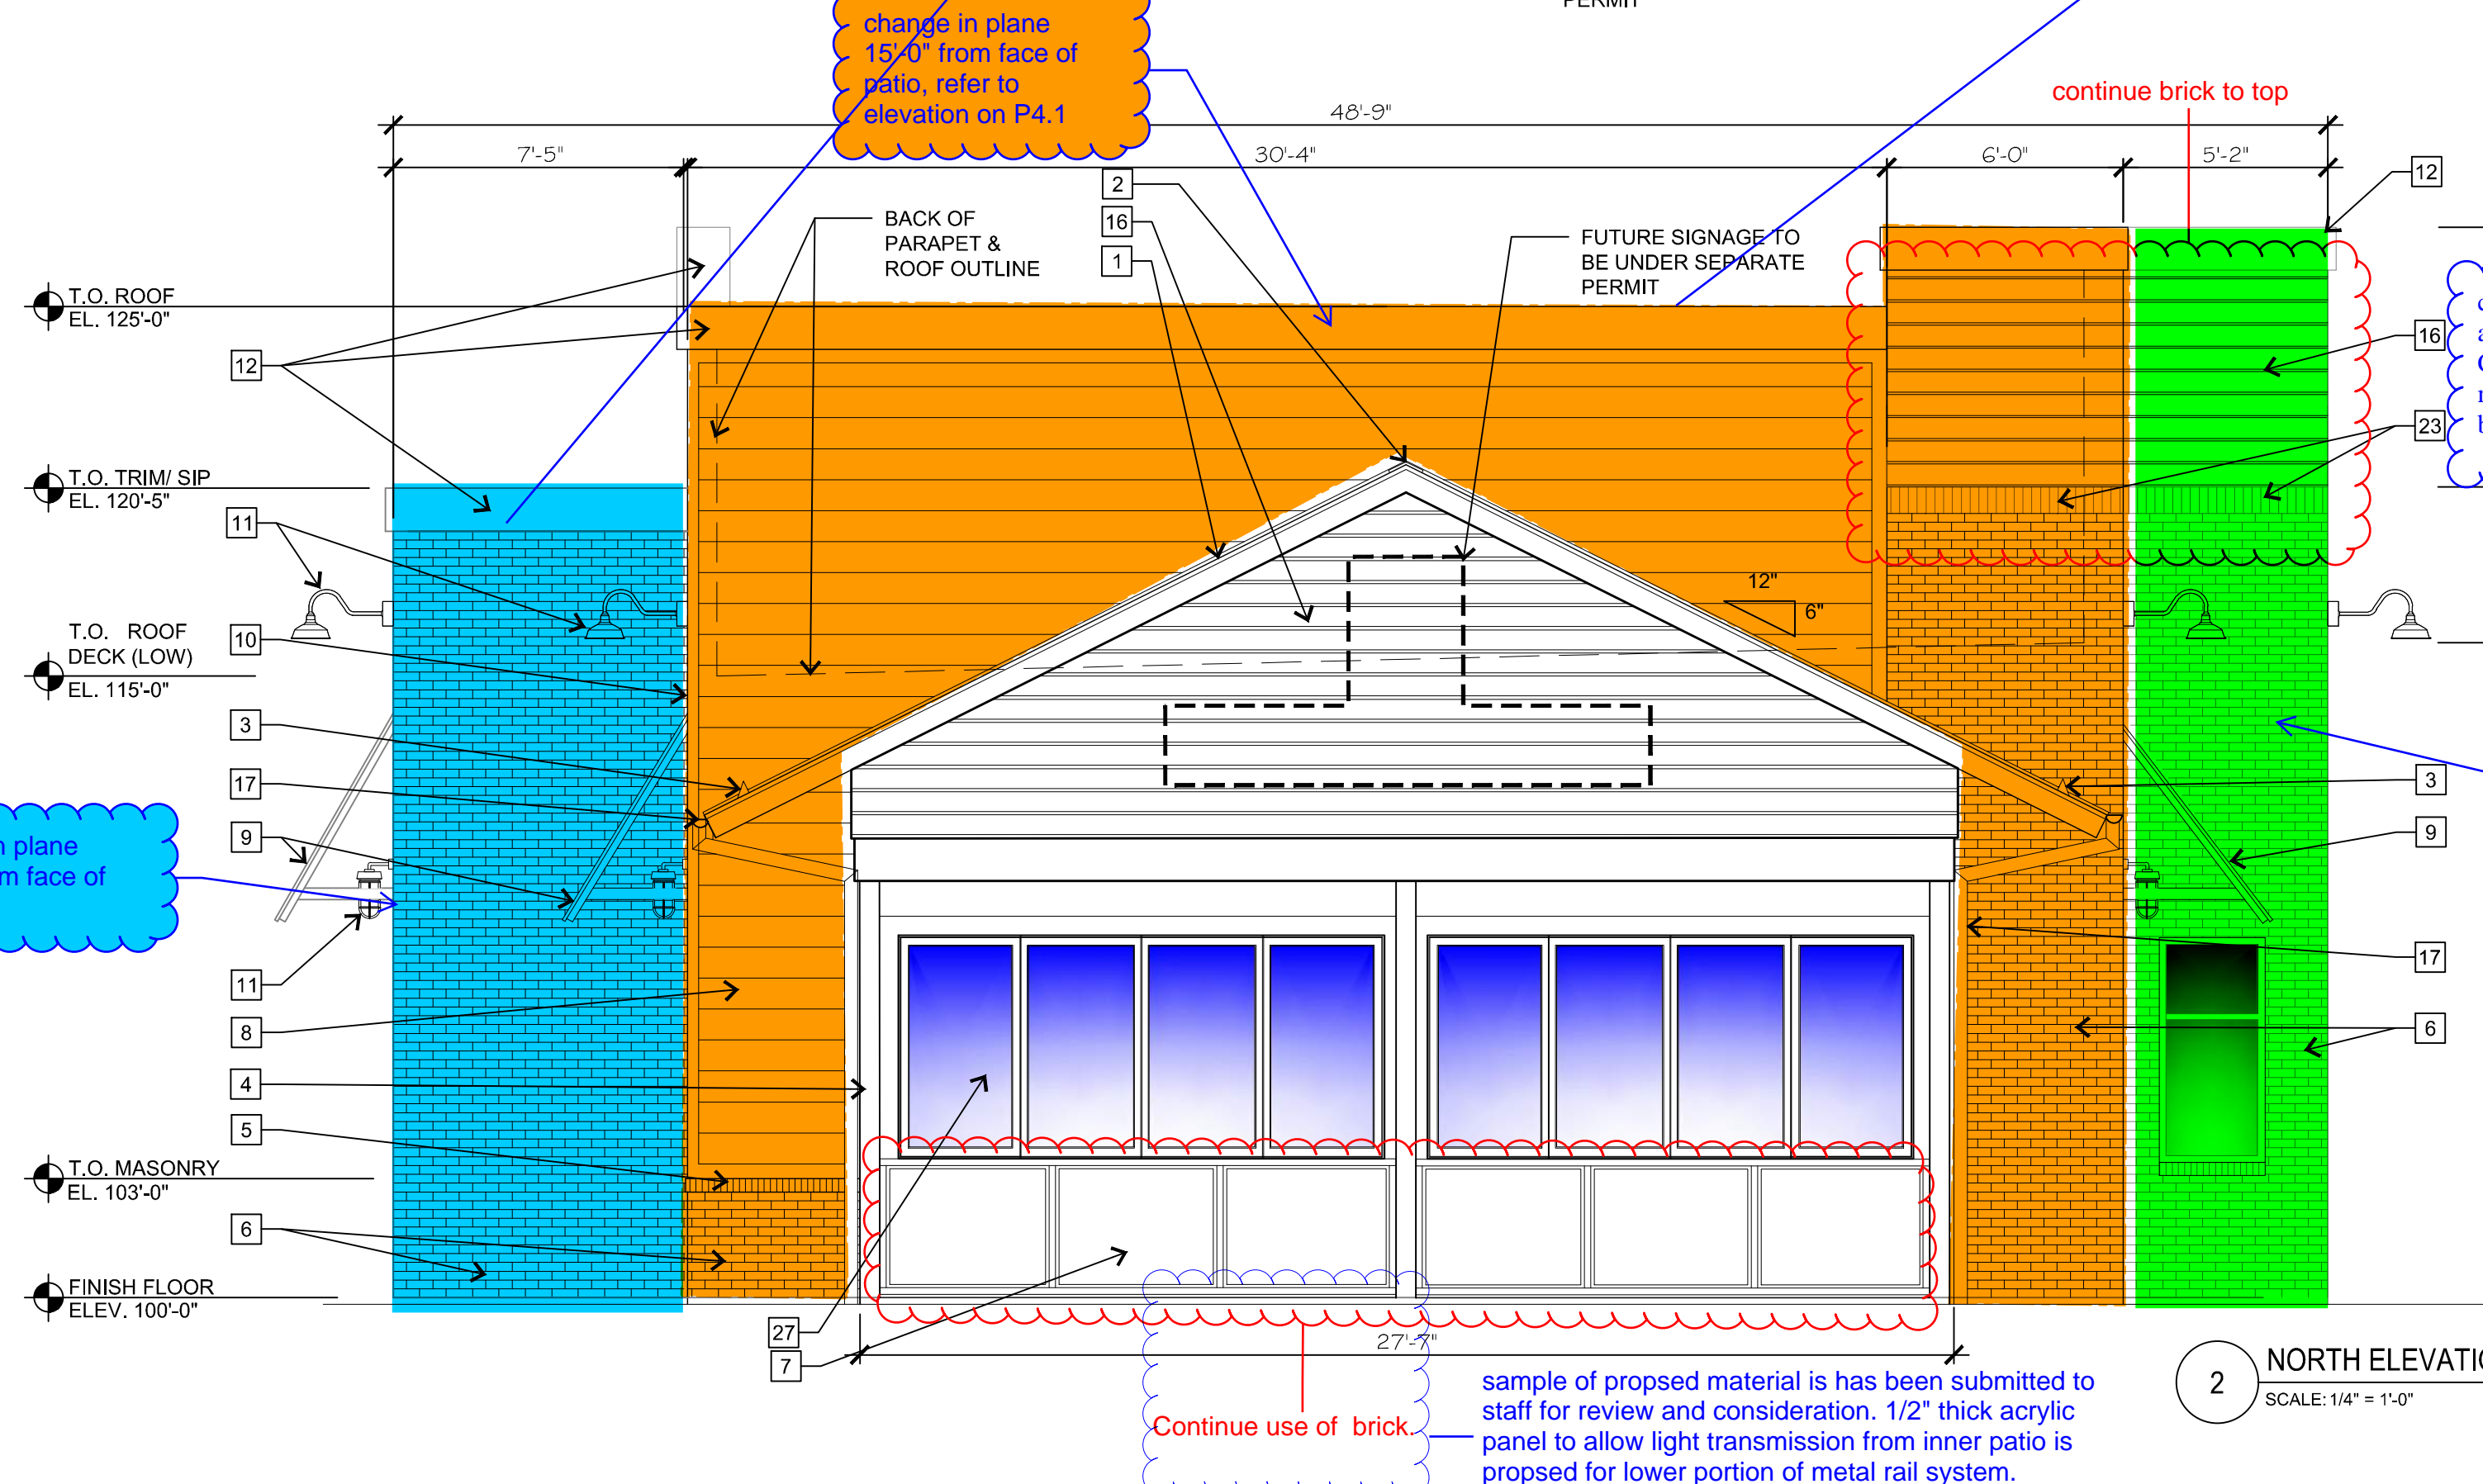 PERMIT
change in plane
15'-0" from face of
patio, refer to
elevation on P4.1
continue brick to top
48'-9"
7'-5"
30'-4"
6'-0"
5'-2"
12
2
16
1
BACK OF
PARAPET &
ROOF OUTLINE
FUTURE SIGNAGE TO
BE UNDER SEPARATE
PERMIT
T.O. ROOF
EL. 125'-0"
12
16
23
T.O. TRIM/ SIP
EL. 120'-5"
11
12"
6"
T.O. ROOF
DECK (LOW)
EL. 115'-0"
10
3
17
9
3
9
plane
face of
11
17
8
6
4
5
T.O. MASONRY
EL. 103'-0"
6
FINISH FLOOR
ELEV. 100'-0"
27
7
27'-7"
Continue use of brick.
sample of propsed material is has been submitted to
staff for review and consideration. 1/2" thick acrylic
panel to allow light transmission from inner patio is
propsed for lower portion of metal rail system.
2
NORTH
SCALE: 1/4" = 1'-0"